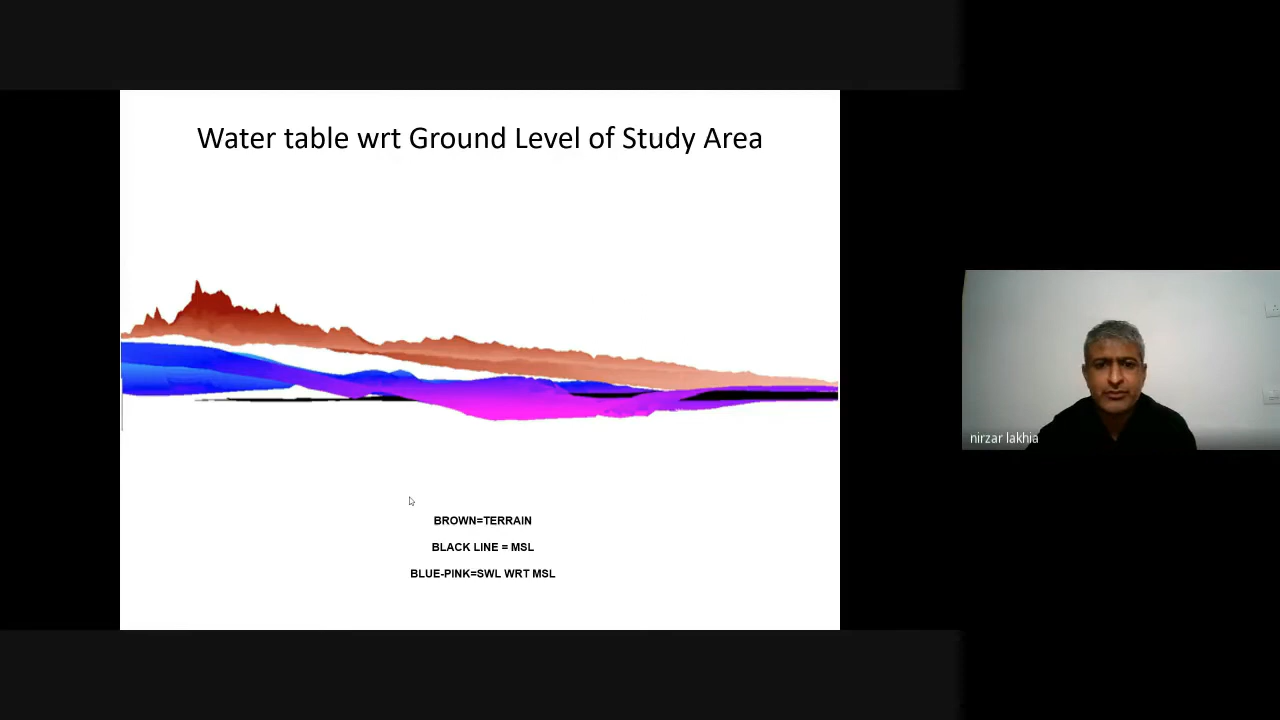 Water table wrt Ground Level of Study Area
BROWN=TERRAIN
BLACK LINE = MSL
BLUE-PINK=SWL WRT MSL
nirzar lakhia